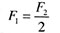 F₁ = F₂/2